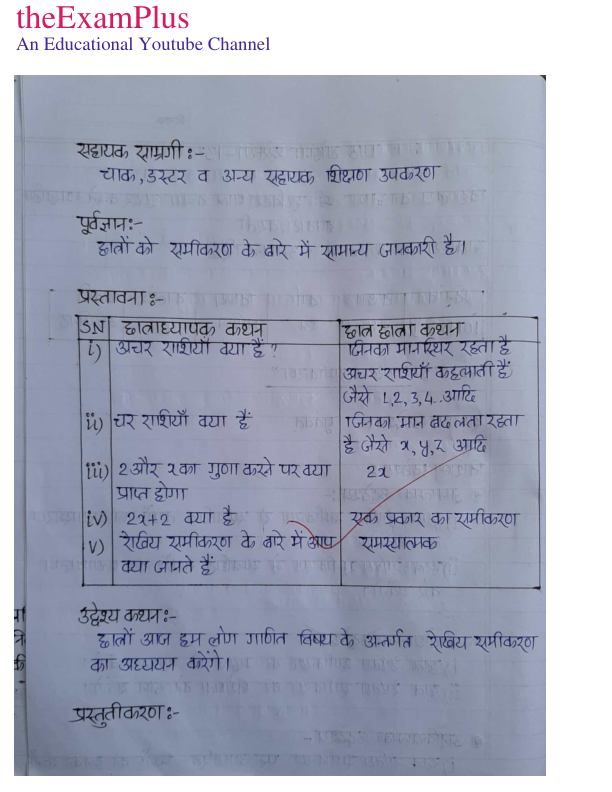 theExamPlus
An Educational Youtube Channel
सहायक सामग्री :-
चाक, डस्टर व अन्य सहायक शिक्षण उपकरण
पूर्वज्ञान:-
छात्रों को समीकरण के बारे में सामान्य जानकारी है।
प्रस्तावना :-
SN छात्राध्यापक कथन छात्र छात्रा कथन
i) अचर राशियाँ क्या हैं ? जिनका मान स्थिर रहता है
अचर राशियाँ कहलाती हैं
जैसे 1,2,3,4..आदि
ii) चर राशियाँ क्या हैं जिनका मान बदलता रहता
है जैसे x, y, z आदि
iii) 2 और x का गुणा करने पर क्या 2x
प्राप्त होगा
iv) 2x+2 क्या है एक प्रकार का समीकरण
v) रेखिय समीकरण के बारे में आप समस्यात्मक
क्या जानते हैं
उद्देश्य कथन:-
छात्रों आज हम लोग गणित विषय के अन्तर्गत रेखिय समीकरण
का अध्ययन करेंगे।
प्रस्तुतीकरण:-